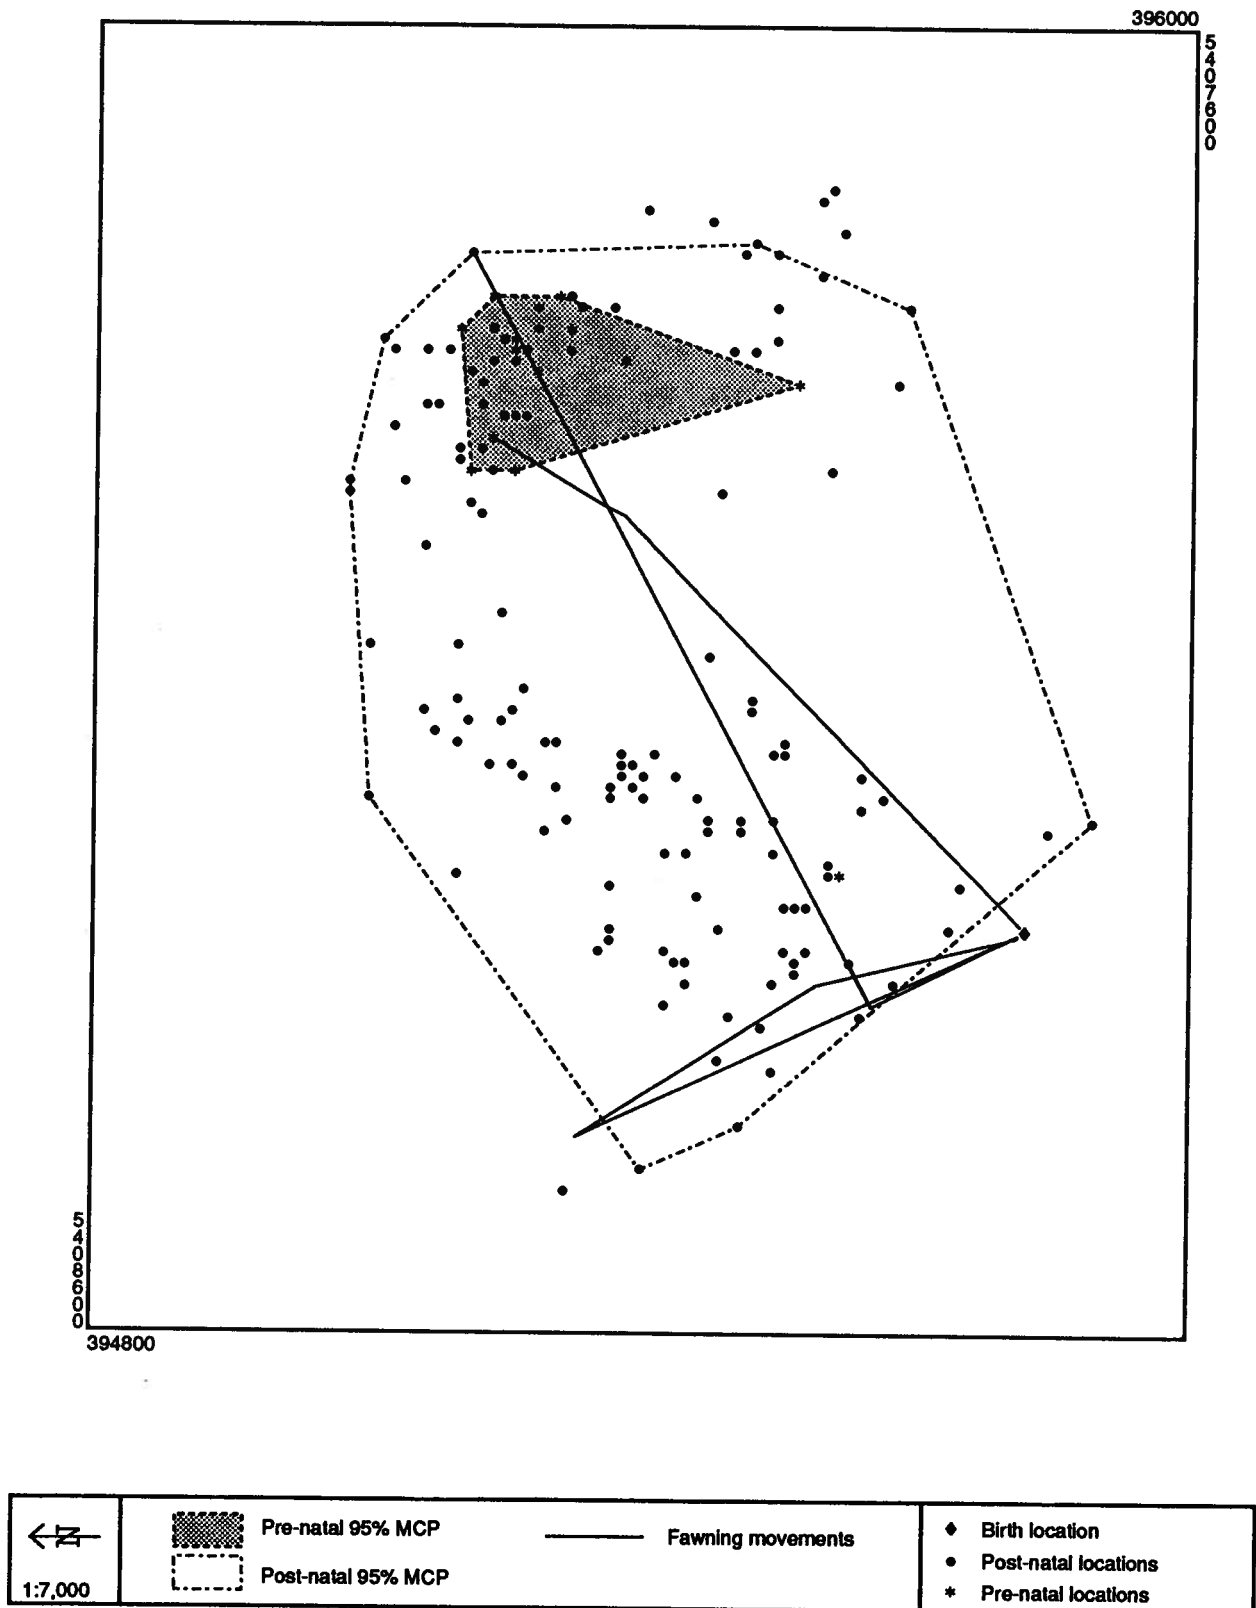 396000
5407600
5408600
394800
N
1:7,000
Pre-natal 95% MCP
Post-natal 95% MCP
Fawning movements
Birth location
Post-natal locations
Pre-natal locations